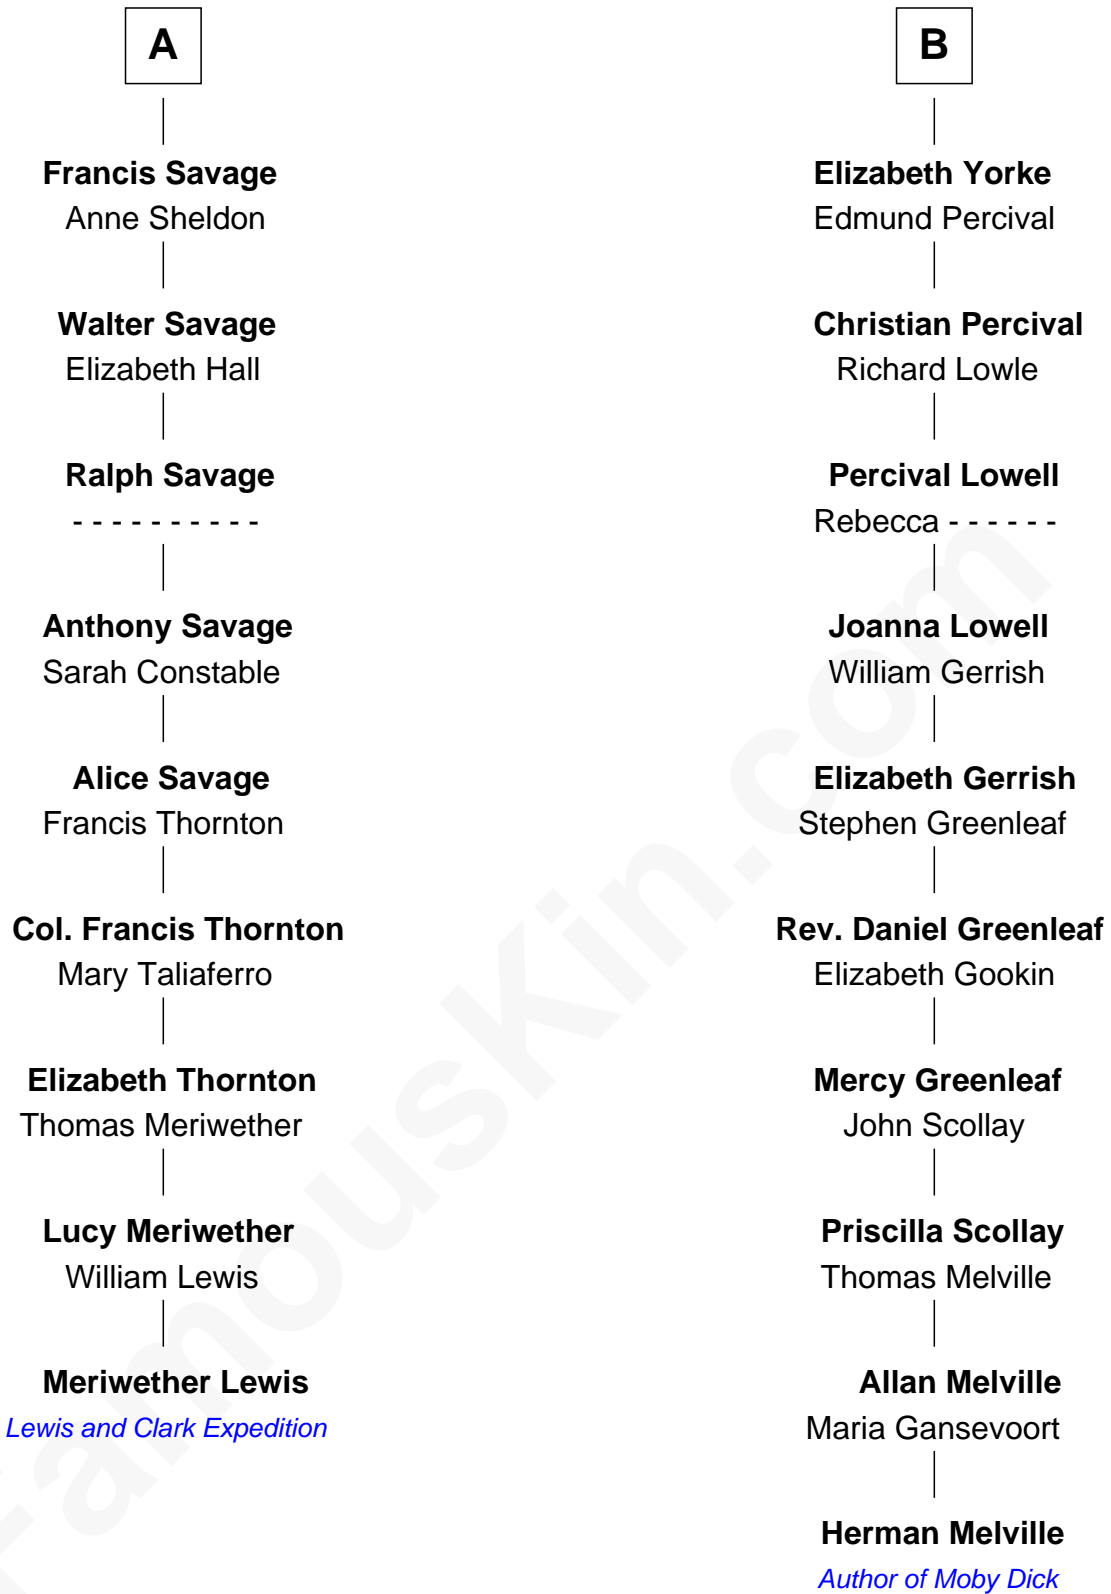 A
Francis Savage
Anne Sheldon
Walter Savage
Elizabeth Hall
Ralph Savage
- - - - - - - - - -
Anthony Savage
Sarah Constable
Alice Savage
Francis Thornton
Col. Francis Thornton
Mary Taliaferro
Elizabeth Thornton
Thomas Meriwether
Lucy Meriwether
William Lewis
Meriwether Lewis
Lewis and Clark Expedition
B
Elizabeth Yorke
Edmund Percival
Christian Percival
Richard Lowle
Percival Lowell
Rebecca - - - - - -
Joanna Lowell
William Gerrish
Elizabeth Gerrish
Stephen Greenleaf
Rev. Daniel Greenleaf
Elizabeth Gookin
Mercy Greenleaf
John Scollay
Priscilla Scollay
Thomas Melville
Allan Melville
Maria Gansevoort
Herman Melville
Author of Moby Dick
FamousKin.com